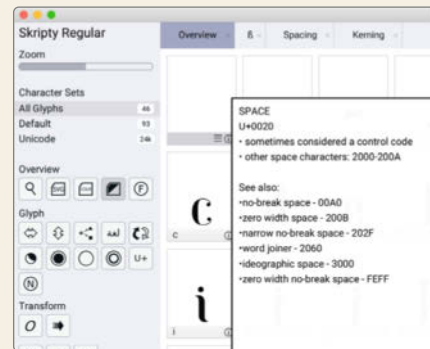 Skripty Regular
Overview
ß
Spacing
Kerning
Zoom
Character Sets
All Glyphs 46
Default 93
Unicode 246
Overview
Glyph
U+
Transform
SPACE
U+0020
• sometimes considered a control code
• other space characters: 2000-200A
See also:
•no-break space - 00A0
•zero width space - 200B
•narrow no-break space - 202F
•word joiner - 2060
•ideographic space - 3000
•zero width no-break space - FEFF
c
c
i
i